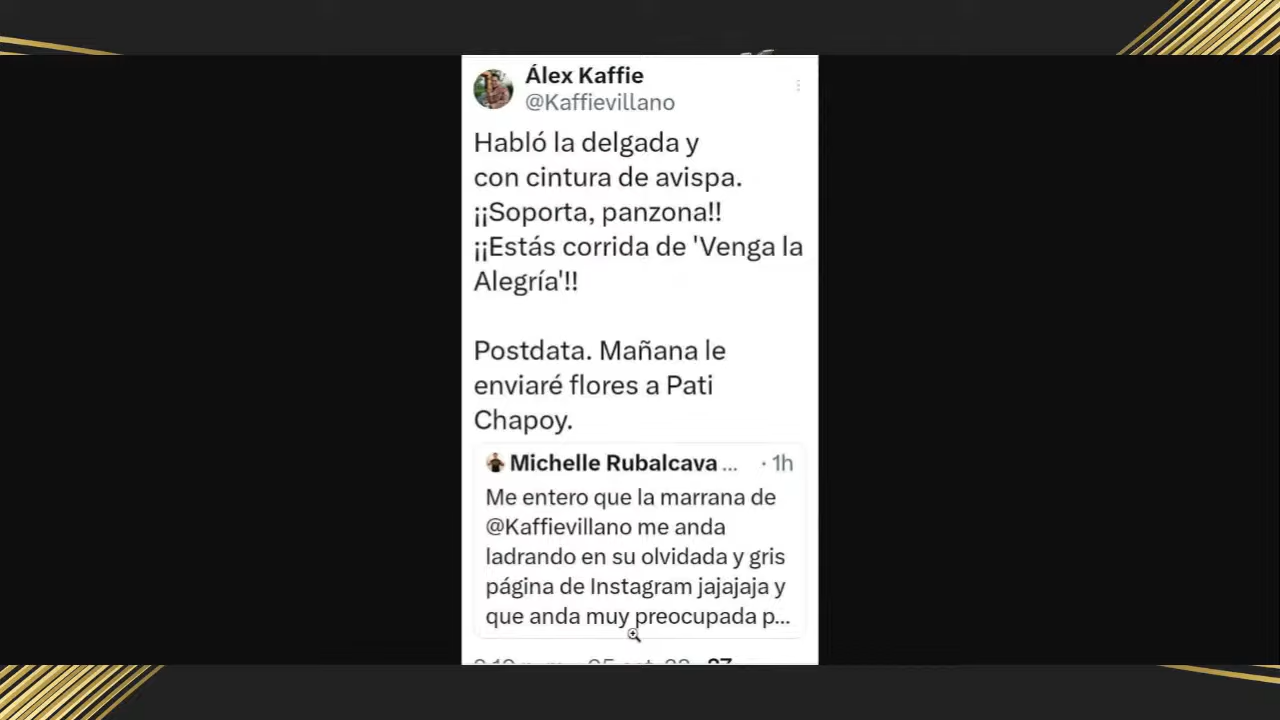 Álex Kaffie
@Kaffievillano
Habló la delgada y
con cintura de avispa.
¡¡Soporta, panzona!!
¡¡Estás corrida de 'Venga la
Alegría'!!
Postdata. Mañana le
enviaré flores a Pati
Chapoy.
Michelle Rubalcava ... · 1h
Me entero que la marrana de
@Kaffievillano me anda
ladrando en su olvidada y gris
página de Instagram jajajaja y
que anda muy preocupada p...